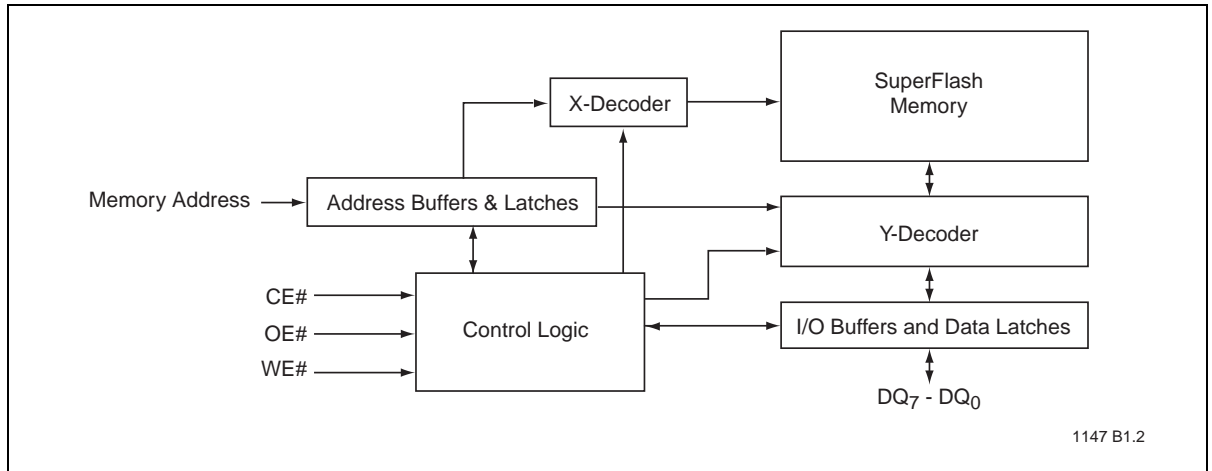 SuperFlash
Memory
X-Decoder
Memory Address
Address Buffers & Latches
Y-Decoder
CE#
OE#
WE#
Control Logic
I/O Buffers and Data Latches
DQ7 - DQ0
1147 B1.2